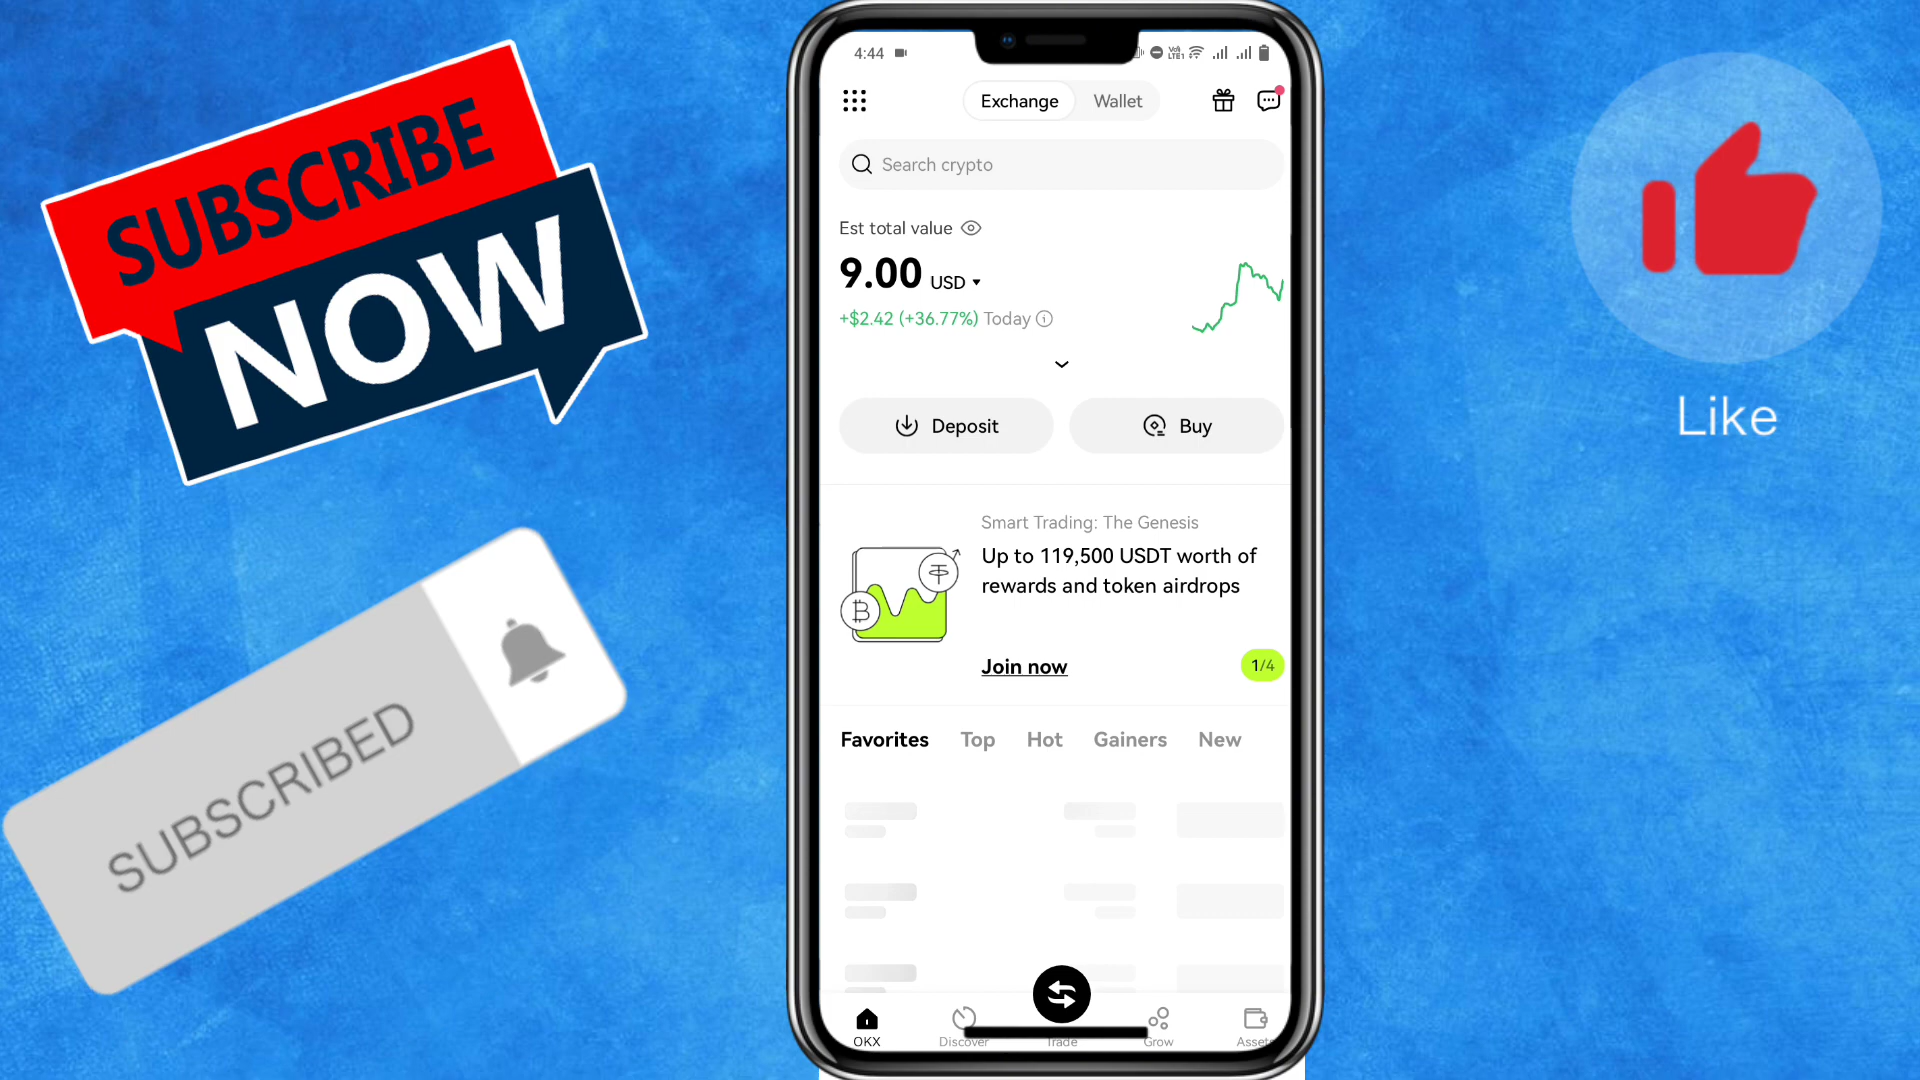 SUBSCRIBE
NOW
SUBSCRIBED
4:44
Exchange Wallet
Search crypto
Est total value
9.00 USD
+$2.42 (+36.77%) Today
Deposit Buy
Smart Trading: The Genesis
Up to 119,500 USDT worth of
rewards and token airdrops
Join now 1/4
Favorites Top Hot Gainers New
OKX Discover Trade Grow Assets
Like